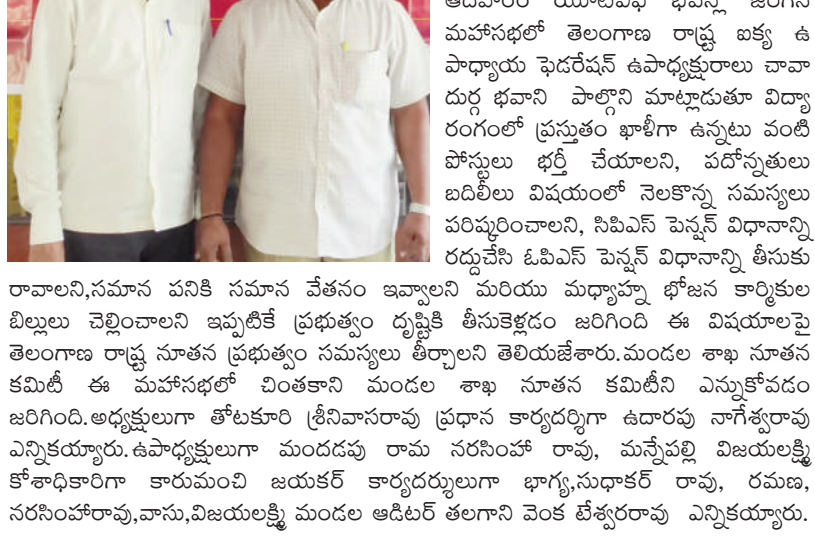 ఆదివారం యూటీఎఫ్ భవన్లో జరిగిన
మహాసభలో తెలంగాణ రాష్ట్ర ఐక్య ఉ
పాధ్యాయ ఫెడరేషన్ ఉపాధ్యక్షురాలు చావా
దుర్గ భవాని పాల్గొని మాట్లాడుతూ విద్యా
రంగంలో ప్రస్తుతం ఖాళీగా ఉన్నటు వంటి
పోస్టులు భర్తీ చేయాలని, పదోన్నతులు
బదిలీలు విషయంలో నెలకొన్న సమస్యలు
పరిష్కరించాలని, సిపిఎస్ పెన్షన్ విధానాన్ని
రద్దుచేసి ఓపిఎస్ పెన్షన్ విధానాన్ని తీసుకు
రావాలని,సమాన పనికి సమాన వేతనం ఇవ్వాలని మరియు మధ్యాహ్న భోజన కార్మికుల
బిల్లులు చెల్లించాలని ఇప్పటికే ప్రభుత్వం దృష్టికి తీసుకెళ్లడం జరిగింది ఈ విషయాలపై
తెలంగాణ రాష్ట్ర నూతన ప్రభుత్వం సమస్యలు తీర్చాలని తెలియజేశారు.మండల శాఖ నూతన
కమిటీ ఈ మహాసభలో చింతకాని మండల శాఖ నూతన కమిటీని ఎన్నుకోవడం
జరిగింది.అధ్యక్షులుగా తోటకూరి శ్రీనివాసరావు ప్రధాన కార్యదర్శిగా ఉదారపు నాగేశ్వరావు
ఎన్నికయ్యారు.ఉపాధ్యక్షులుగా మందడపు రామ నరసింహా రావు, మన్నేపల్లి విజయలక్ష్మి
కోశాధికారిగా కారుమంచి జయకర్ కార్యదర్శులుగా భాగ్య,సుధాకర్ రావు, రమణ,
నరసింహారావు,వాసు,విజయలక్ష్మి మండల ఆడిటర్ తలగాని వెంక టేశ్వరరావు ఎన్నికయ్యారు.